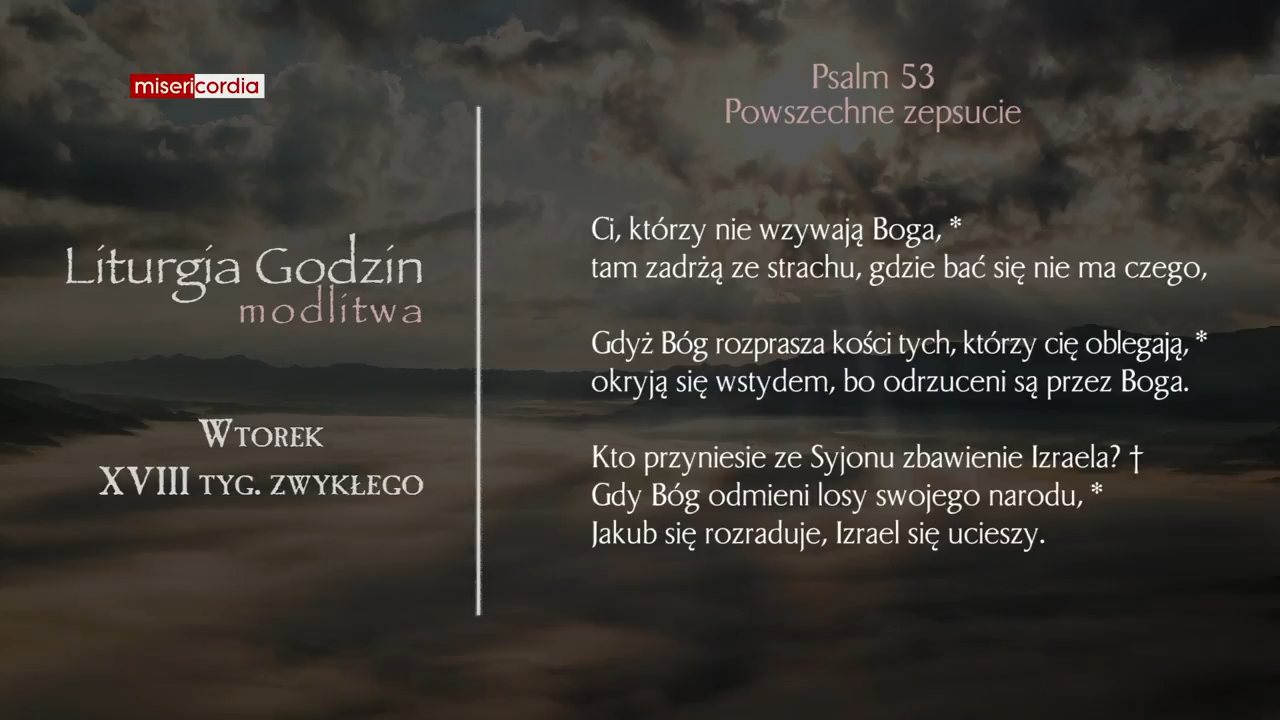 misericordia
Liturgia Godzin
modlitwa
Wtorek
XVIII tyg. zwykłego
Psalm 53
Powszechne zepsucie
Ci, którzy nie wzywają Boga, *
tam zadrżą ze strachu, gdzie bać się nie ma czego,
Gdyż Bóg rozprasza kości tych, którzy cię oblegają, *
okryją się wstydem, bo odrzuceni są przez Boga.
Kto przyniesie ze Syjonu zbawienie Izraela? †
Gdy Bóg odmieni losy swojego narodu, *
Jakub się rozraduje, Izrael się ucieszy.